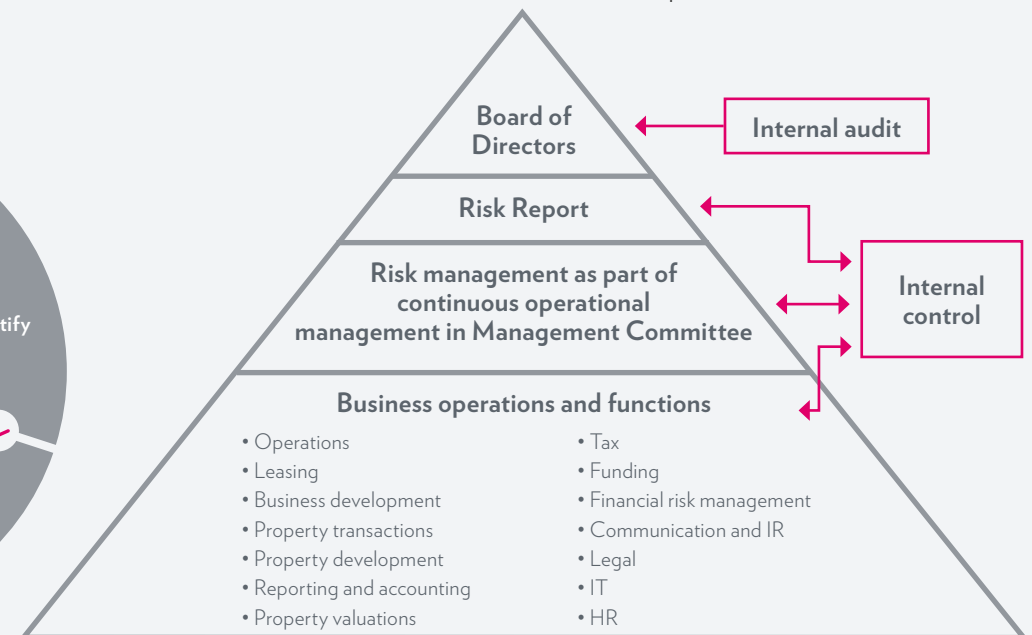 Board of
Directors
Internal audit
Risk Report
Risk management as part of
continuous operational
management in Management Committee
Internal
control
Business operations and functions
• Operations
• Leasing
• Business development
• Property transactions
• Property development
• Reporting and accounting
• Property valuations
• Tax
• Funding
• Financial risk management
• Communication and IR
• Legal
• IT
• HR
tify